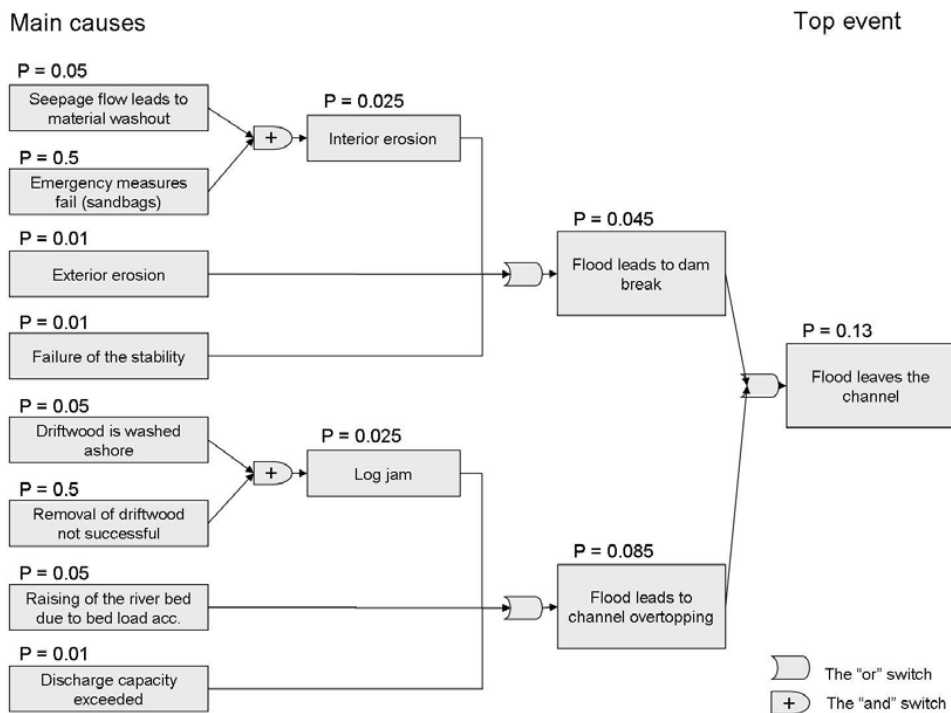 Main causes
Top event
P = 0.05
Seepage flow leads to
material washout
P = 0.025
+
Interior erosion
P = 0.5
Emergency measures
fail (sandbags)
P = 0.01
Exterior erosion
P = 0.045
Flood leads to dam
break
P = 0.01
Failure of the stability
P = 0.13
Flood leaves the
channel
P = 0.05
Driftwood is washed
ashore
P = 0.025
+
Log jam
P = 0.5
Removal of driftwood
not successful
P = 0.05
Raising of the river bed
due to bed load acc.
P = 0.085
Flood leads to
channel overtopping
P = 0.01
Discharge capacity
exceeded
The "or" switch
+
The "and" switch